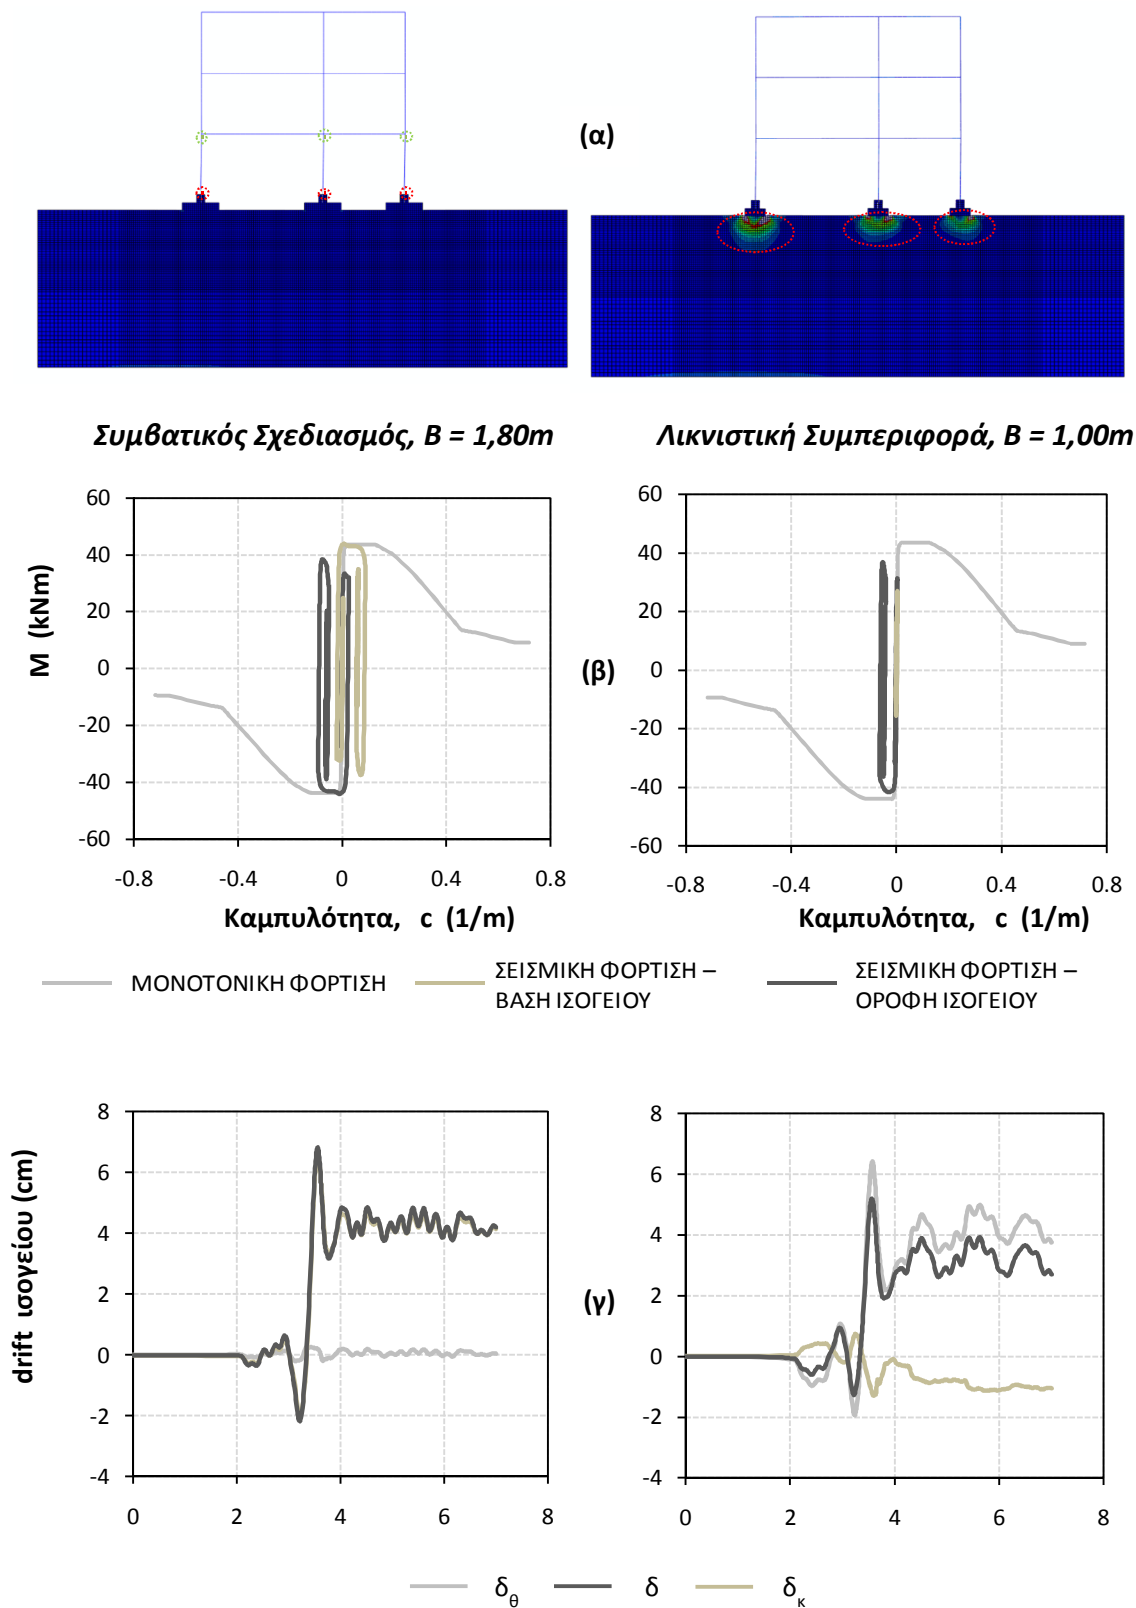 (α)
Συμβατικός Σχεδιασμός, B = 1,80m
Λικνιστική Συμπεριφορά, B = 1,00m
60
40
20
0
-20
-40
-60
M (kNm)
-0.8
-0.4
0
0.4
0.8
Καμπυλότητα, c (1/m)
(β)
60
40
20
0
-20
-40
-60
-0.8
-0.4
0
0.4
0.8
Καμπυλότητα, c (1/m)
ΜΟΝΟΤΟΝΙΚΗ ΦΟΡΤΙΣΗ
ΣΕΙΣΜΙΚΗ ΦΟΡΤΙΣΗ –
ΒΑΣΗ ΙΣΟΓΕΙΟΥ
ΣΕΙΣΜΙΚΗ ΦΟΡΤΙΣΗ –
ΟΡΟΦΗ ΙΣΟΓΕΙΟΥ
8
6
4
2
0
-2
-4
drift ισογείου (cm)
0
2
4
6
8
(γ)
8
6
4
2
0
-2
-4
0
2
4
6
8
δθ
δ
δκ